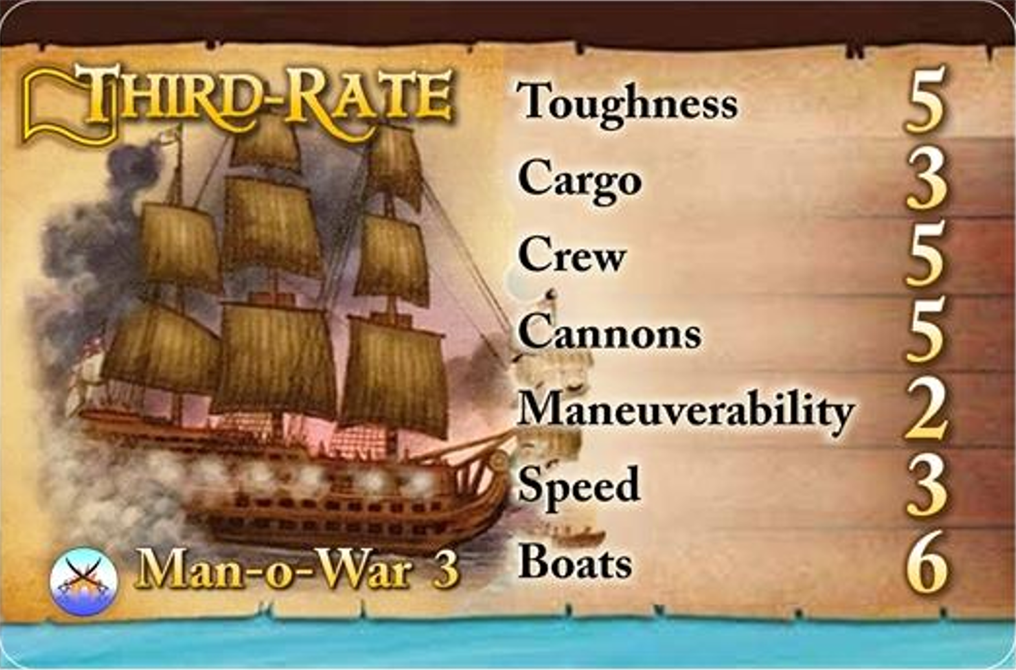 Third-Rate
Toughness 5
Cargo 3
Crew 5
Cannons 5
Maneuverability 2
Speed 3
Boats 6
Man-o-War 3